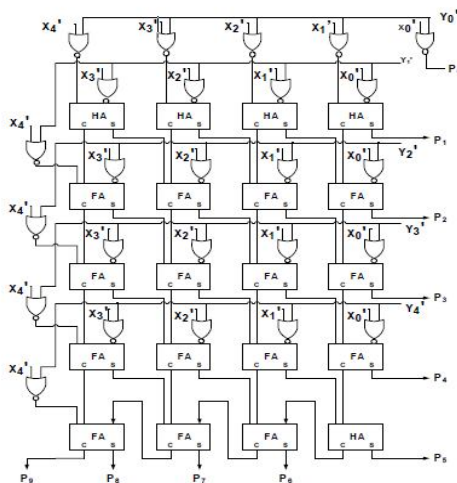 X4' X3' X2' X1' X0' Y0'
X3' X2' X1' X0' Y1'
P
HA HA HA HA
C S C S C S C S
P1
X4' X3' X2' X1' X0' Y2'
FA FA FA FA
C S C S C S C S
P2
X4' X3' X2' X1' X0' Y3'
FA FA FA FA
C S C S C S C S
P3
X4' X3' X2' X1' X0' Y4'
FA FA FA FA
C S C S C S C S
P4
X4'
FA FA FA HA
C S C S C S C S
P5
P9 P8 P7 P6